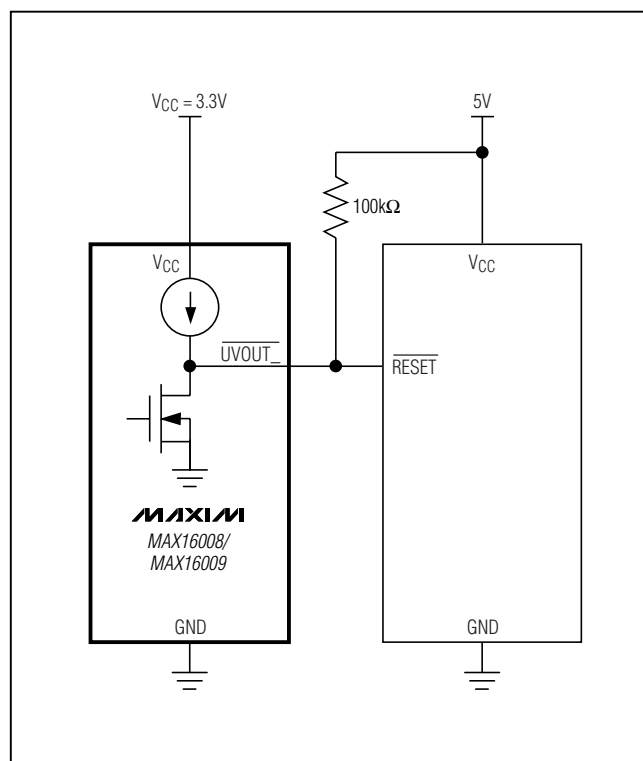 VCC = 3.3V
5V
100kΩ
VCC
VCC
UVOUT_
RESET
MAXIM
MAX16008/
MAX16009
GND
GND